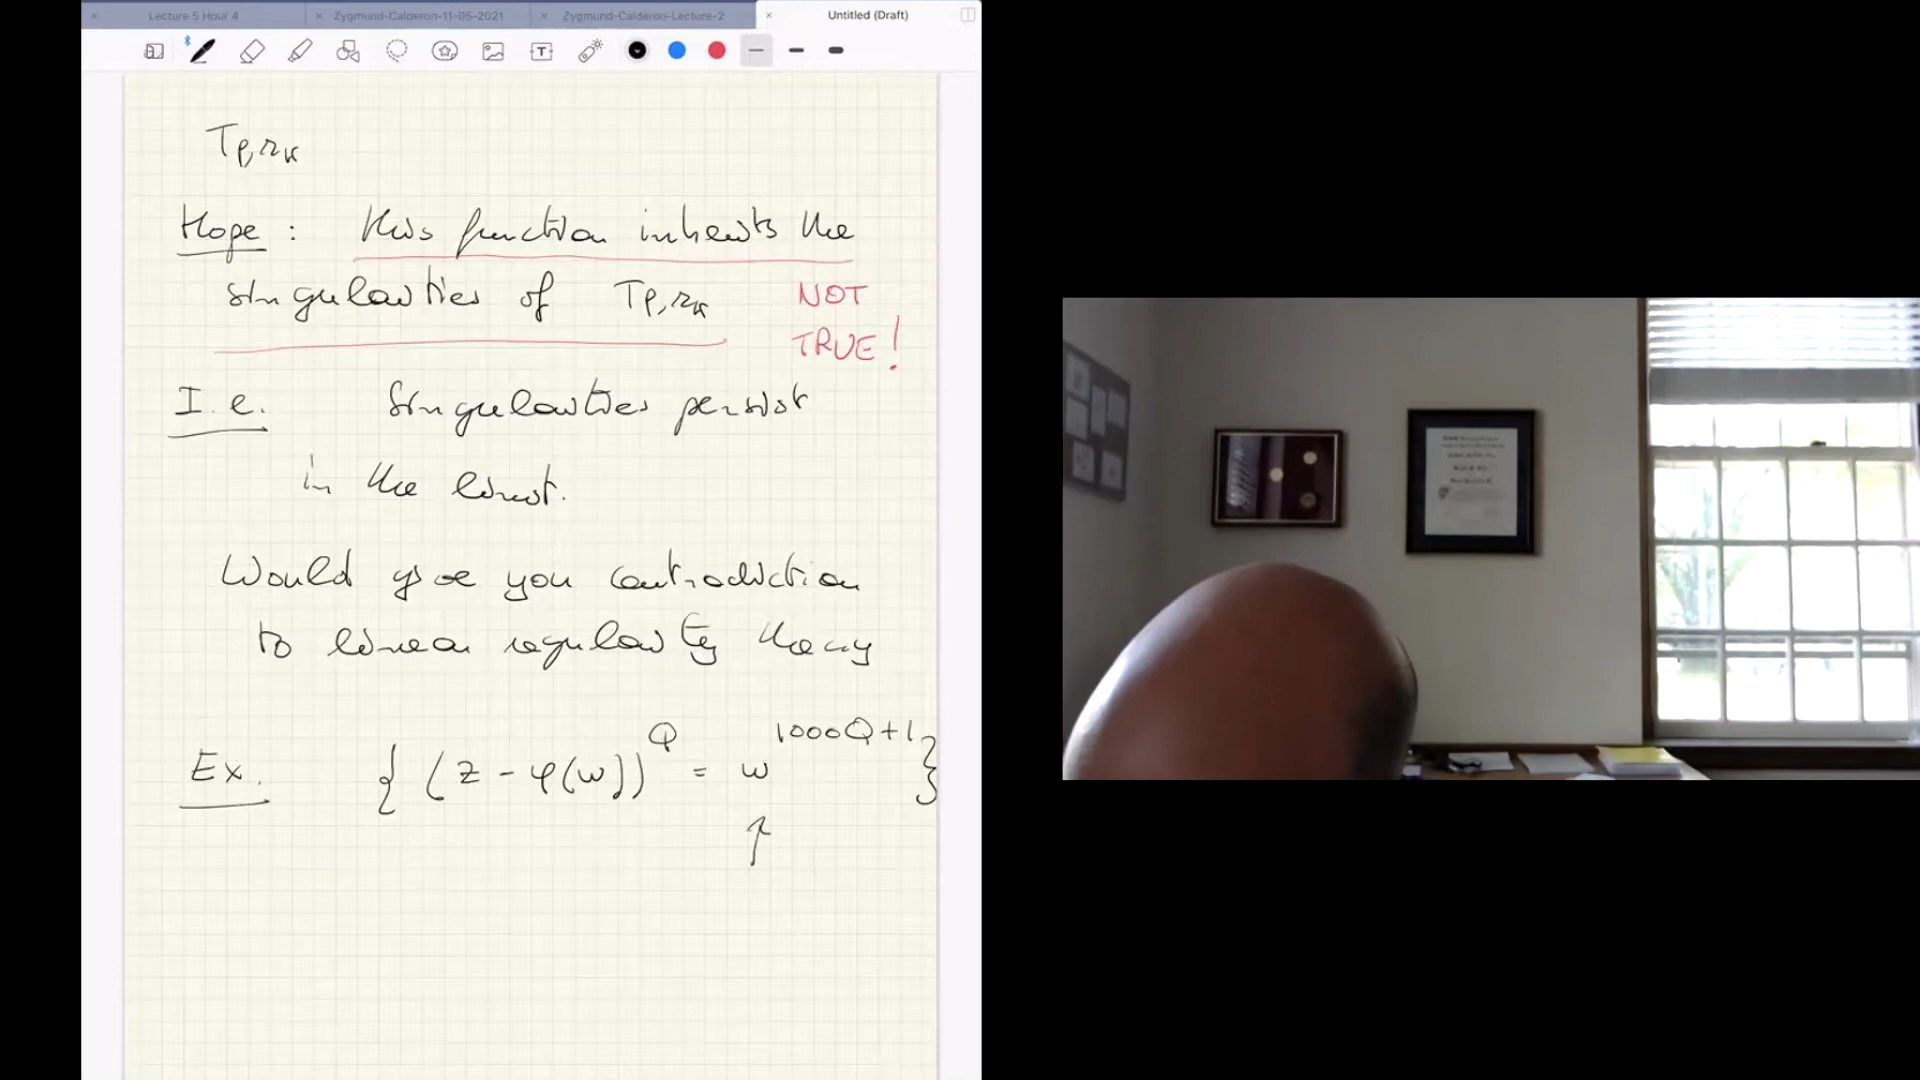 Lecture 5 Hour 4
Zygmund-Calderon-11-05-2021
Zygmund-Calderon-Lecture-2
Untitled (Draft)
T_{p,r_k}
Hope : this function inherits the
singularities of T_{p,r_k} NOT
TRUE!
I.e. Singularities persist
in the limit.
Would give you contradiction
to linear regularity theory
Ex. { (z - φ(w))^Q = w^{1000Q+1} }
↑